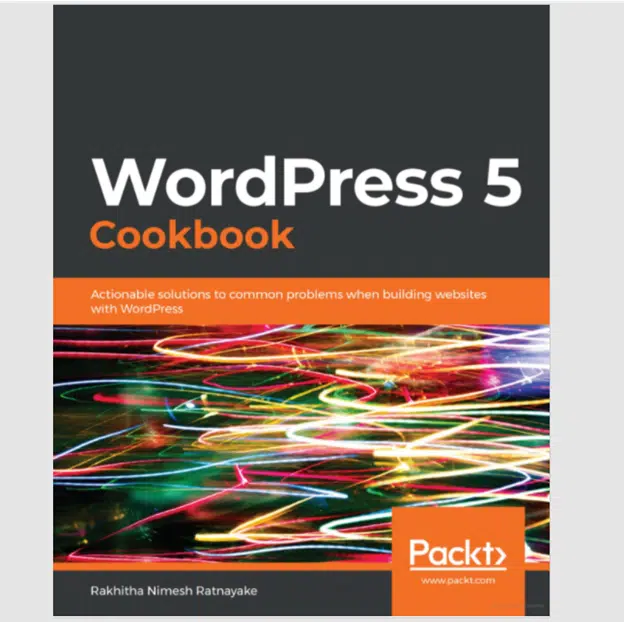 WordPress 5
Cookbook
Actionable solutions to common problems when building websites
with WordPress
Packt>
www.packt.com
Rakhitha Nimesh Ratnayake